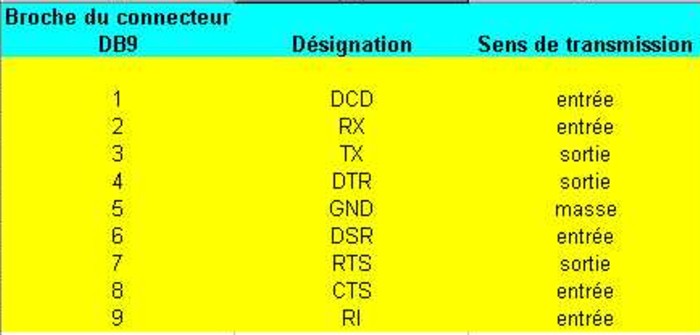 Broche du connecteur
DB9 Désignation Sens de transmission
1 DCD entrée
2 RX entrée
3 TX sortie
4 DTR sortie
5 GND masse
6 DSR entrée
7 RTS sortie
8 CTS entrée
9 RI entrée